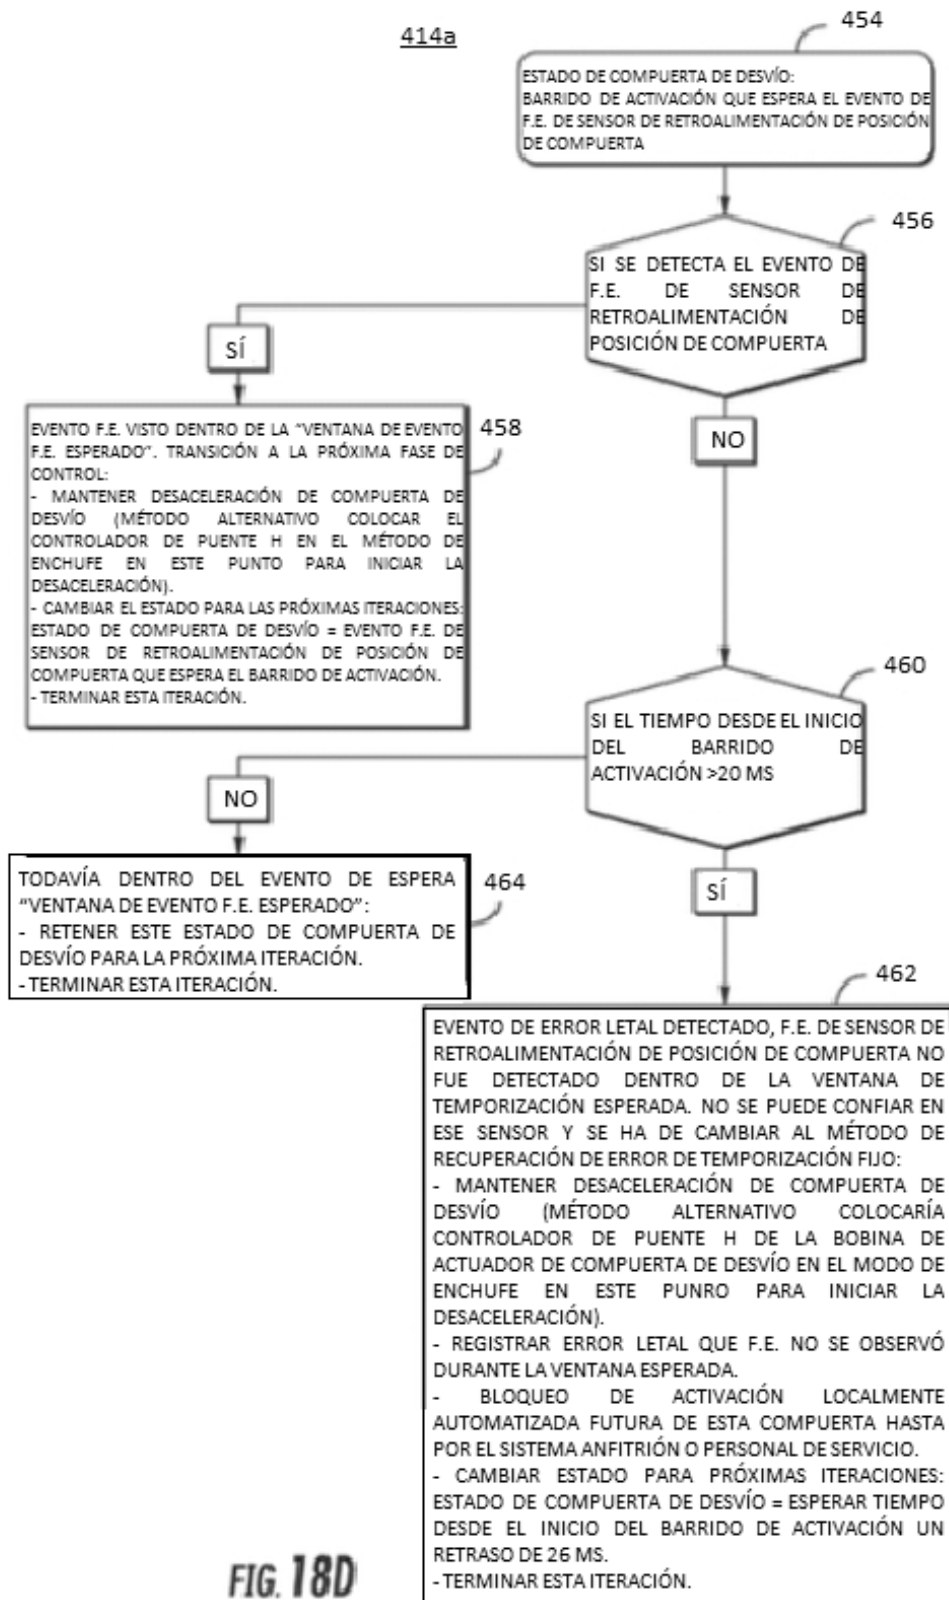 414a
454
ESTADO DE COMPUERTA DE DESVÍO:
BARRIDO DE ACTIVACIÓN QUE ESPERA EL EVENTO DE
F.E. DE SENSOR DE RETROALIMENTACIÓN DE POSICIÓN
DE COMPUERTA
456
SI SE DETECTA EL EVENTO DE
F.E. DE SENSOR DE
RETROALIMENTACIÓN DE
POSICIÓN DE COMPUERTA
SÍ
NO
458
EVENTO F.E. VISTO DENTRO DE LA “VENTANA DE EVENTO
F.E. ESPERADO”. TRANSICIÓN A LA PRÓXIMA FASE DE
CONTROL:
- MANTENER DESACELERACIÓN DE COMPUERTA DE
DESVÍO (MÉTODO ALTERNATIVO COLOCAR EL
CONTROLADOR DE PUENTE H EN EL MÉTODO DE
ENCHUFE EN ESTE PUNTO PARA INICIAR LA
DESACELERACIÓN).
- CAMBIAR EL ESTADO PARA LAS PRÓXIMAS ITERACIONES:
ESTADO DE COMPUERTA DE DESVÍO = EVENTO F.E. DE
SENSOR DE RETROALIMENTACIÓN DE POSICIÓN DE
COMPUERTA QUE ESPERA EL BARRIDO DE ACTIVACIÓN.
- TERMINAR ESTA ITERACIÓN.
460
SI EL TIEMPO DESDE EL INICIO
DEL BARRIDO DE
ACTIVACIÓN >20 MS
NO
SÍ
464
TODAVÍA DENTRO DEL EVENTO DE ESPERA
“VENTANA DE EVENTO F.E. ESPERADO”:
- RETENER ESTE ESTADO DE COMPUERTA DE
DESVÍO PARA LA PRÓXIMA ITERACIÓN.
- TERMINAR ESTA ITERACIÓN.
462
EVENTO DE ERROR LETAL DETECTADO, F.E. DE SENSOR DE
RETROALIMENTACIÓN DE POSICIÓN DE COMPUERTA NO
FUE DETECTADO DENTRO DE LA VENTANA DE
TEMPORIZACIÓN ESPERADA. NO SE PUEDE CONFIAR EN
ESE SENSOR Y SE HA DE CAMBIAR AL MÉTODO DE
RECUPERACIÓN DE ERROR DE TEMPORIZACIÓN FIJO:
- MANTENER DESACELERACIÓN DE COMPUERTA DE
DESVÍO (MÉTODO ALTERNATIVO COLOCARÍA
CONTROLADOR DE PUENTE H DE LA BOBINA DE
ACTUADOR DE COMPUERTA DE DESVÍO EN EL MODO DE
ENCHUFE EN ESTE PUNRO PARA INICIAR LA
DESACELERACIÓN).
- REGISTRAR ERROR LETAL QUE F.E. NO SE OBSERVÓ
DURANTE LA VENTANA ESPERADA.
- BLOQUEO DE ACTIVACIÓN LOCALMENTE
AUTOMATIZADA FUTURA DE ESTA COMPUERTA HASTA
POR EL SISTEMA ANFITRIÓN O PERSONAL DE SERVICIO.
- CAMBIAR ESTADO PARA PRÓXIMAS ITERACIONES:
ESTADO DE COMPUERTA DE DESVÍO = ESPERAR TIEMPO
DESDE EL INICIO DEL BARRIDO DE ACTIVACIÓN UN
RETRASO DE 26 MS.
- TERMINAR ESTA ITERACIÓN.
FIG. 18D